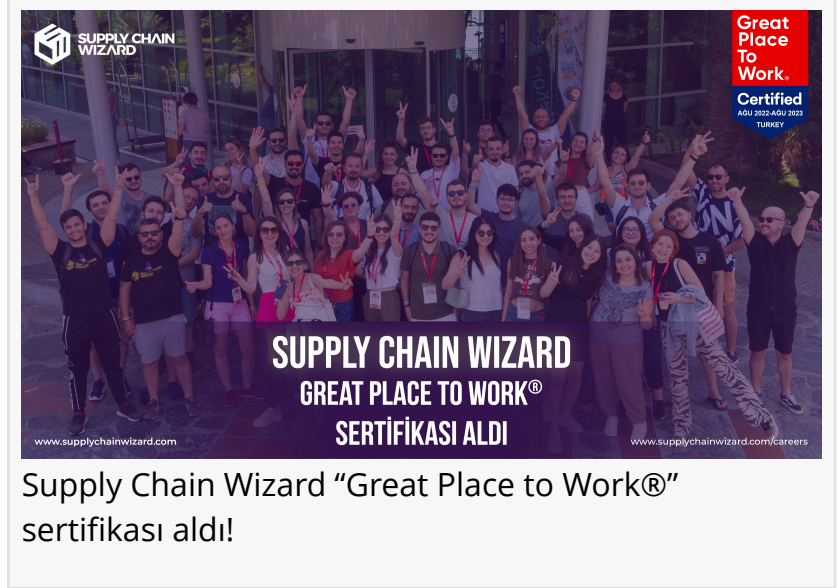 SUPPLY CHAIN
WIZARD
Great
Place
To
Work®
Certified
AĞU 2022-AĞU 2023
TURKEY
SUPPLY CHAIN WIZARD
GREAT PLACE TO WORK®
SERTİFİKASI ALDI
www.supplychainwizard.com
www.supplychainwizard.com/careers
Supply Chain Wizard “Great Place to Work®”
sertifikası aldı!